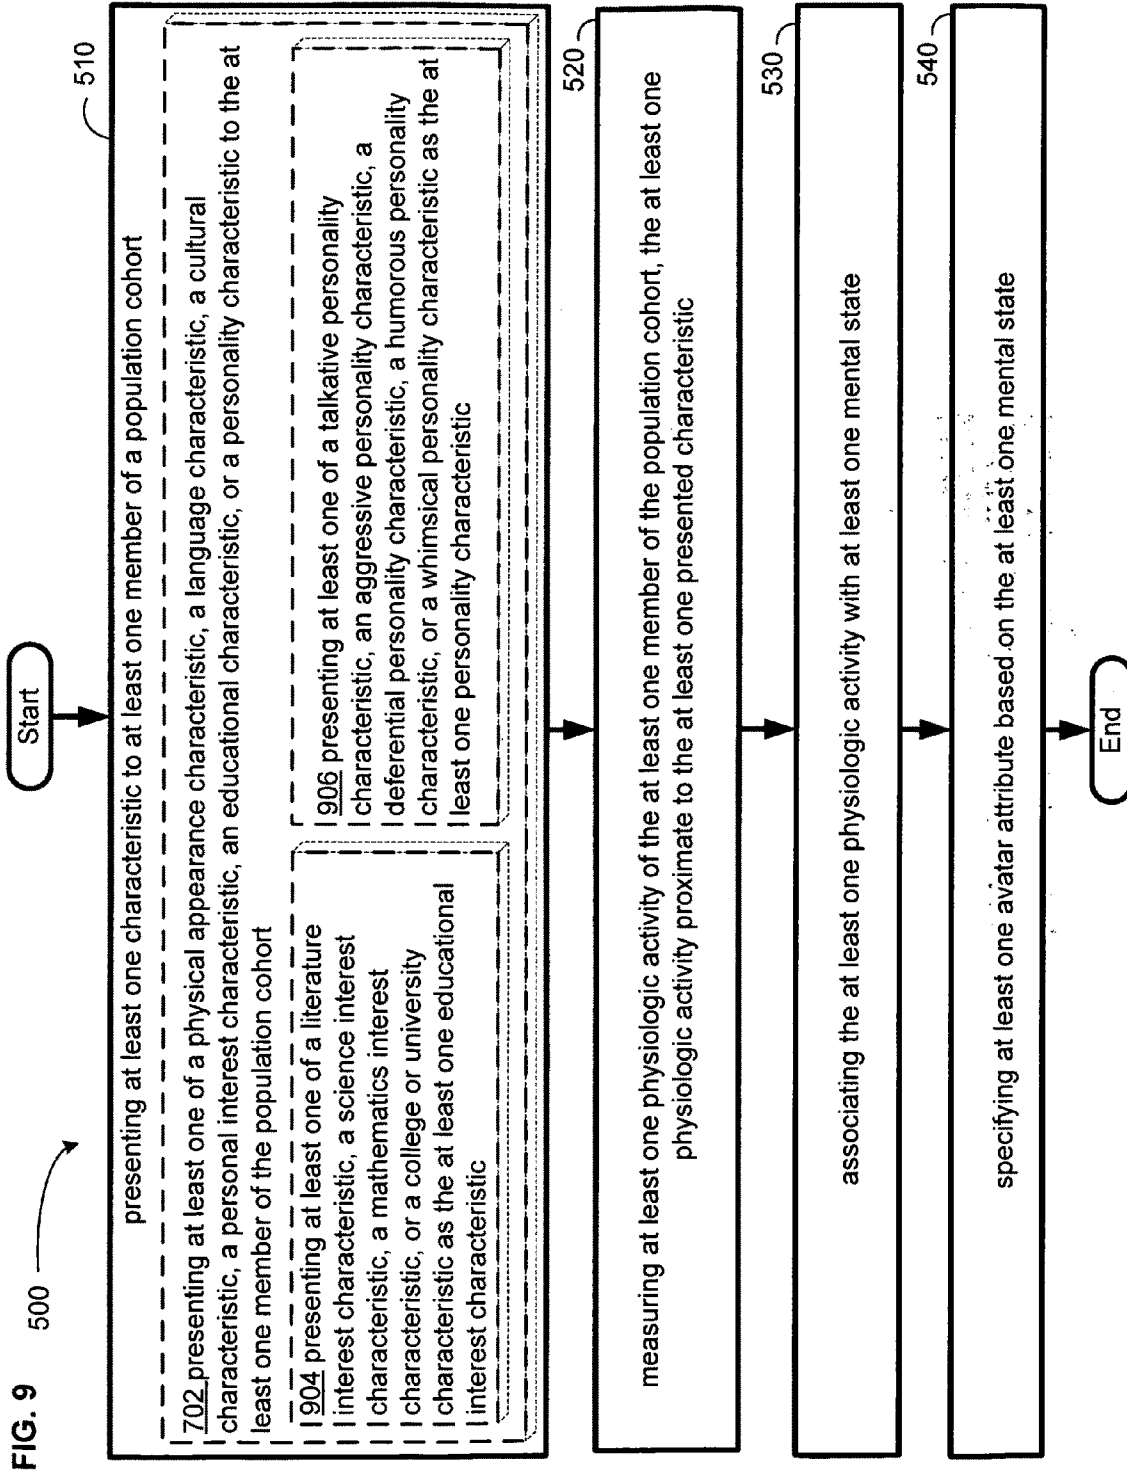 FIG. 9
500
Start
510
presenting at least one characteristic to at least one member of a population cohort
702 presenting at least one of a physical appearance characteristic, a language characteristic, a cultural
characteristic, a personal interest characteristic, an educational characteristic, or a personality characteristic to the at
least one member of the population cohort
904 presenting at least one of a literature
interest characteristic, a science interest
characteristic, a mathematics interest
characteristic, or a college or university
characteristic as the at least one educational
interest characteristic
906 presenting at least one of a talkative personality
characteristic, an aggressive personality characteristic, a
deferential personality characteristic, a humorous personality
characteristic, or a whimsical personality characteristic as the at
least one personality characteristic
520
measuring at least one physiologic activity of the at least one member of the population cohort, the at least one
physiologic activity proximate to the at least one presented characteristic
530
associating the at least one physiologic activity with at least one mental state
540
specifying at least one avatar attribute based on the at least one mental state
End